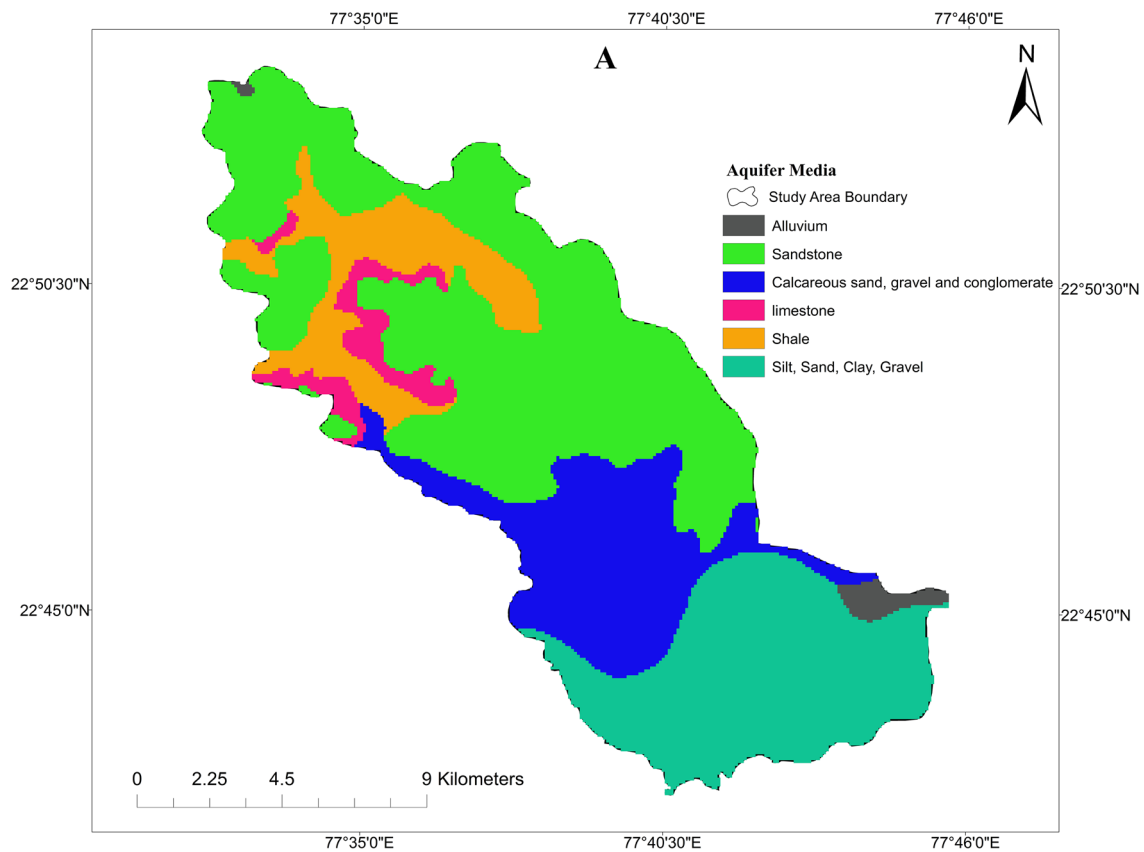 77°35'0"E 77°40'30"E 77°46'0"E
A
N
Aquifer Media
Study Area Boundary
Alluvium
Sandstone
Calcareous sand, gravel and conglomerate
limestone
Shale
Silt, Sand, Clay, Gravel
22°50'30"N 22°50'30"N
22°45'0"N 22°45'0"N
0 2.25 4.5 9 Kilometers
77°35'0"E 77°40'30"E 77°46'0"E